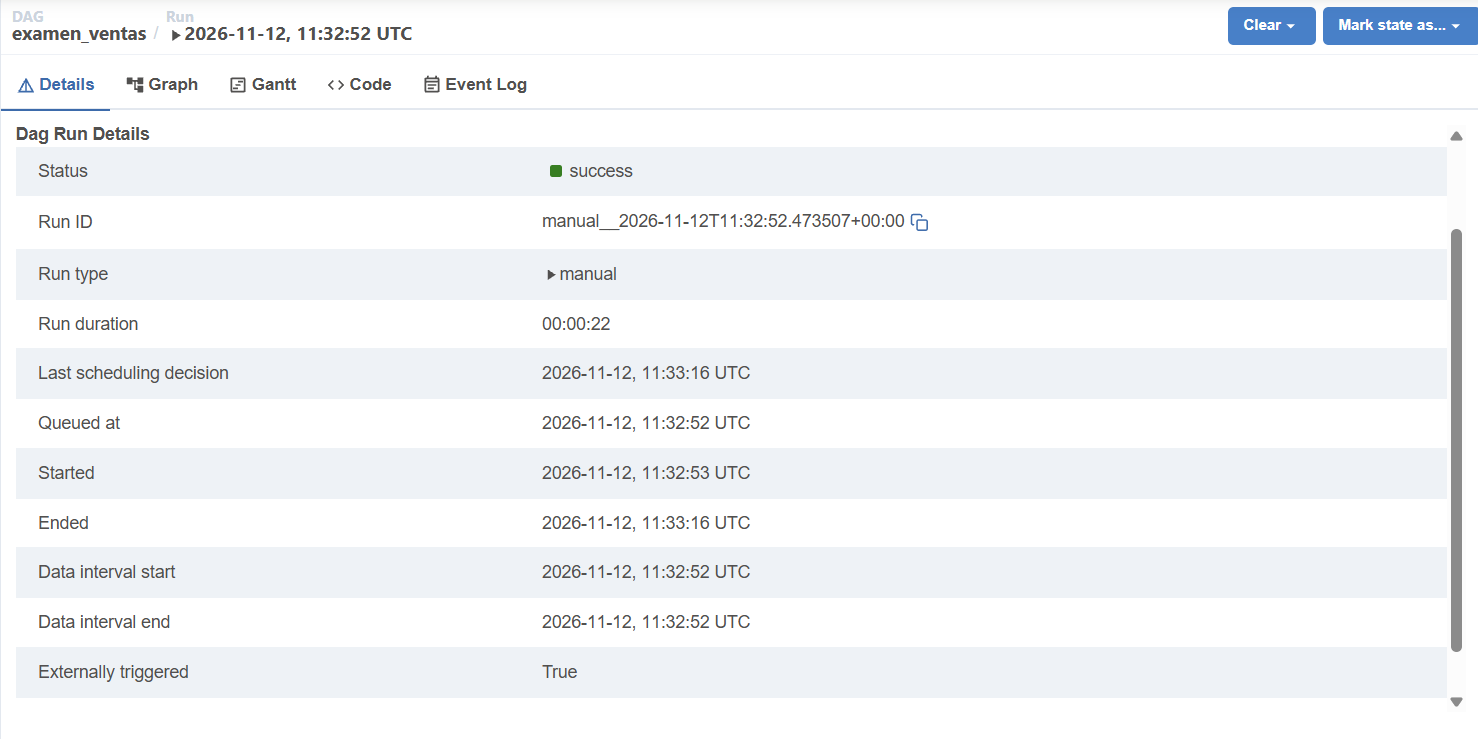 DAG Run
examen_ventas / 2026-11-12, 11:32:52 UTC
Clear Mark state as...
Details Graph Gantt <> Code Event Log
Dag Run Details
Status success
Run ID manual__2026-11-12T11:32:52.473507+00:00
Run type manual
Run duration 00:00:22
Last scheduling decision 2026-11-12, 11:33:16 UTC
Queued at 2026-11-12, 11:32:52 UTC
Started 2026-11-12, 11:32:53 UTC
Ended 2026-11-12, 11:33:16 UTC
Data interval start 2026-11-12, 11:32:52 UTC
Data interval end 2026-11-12, 11:32:52 UTC
Externally triggered True